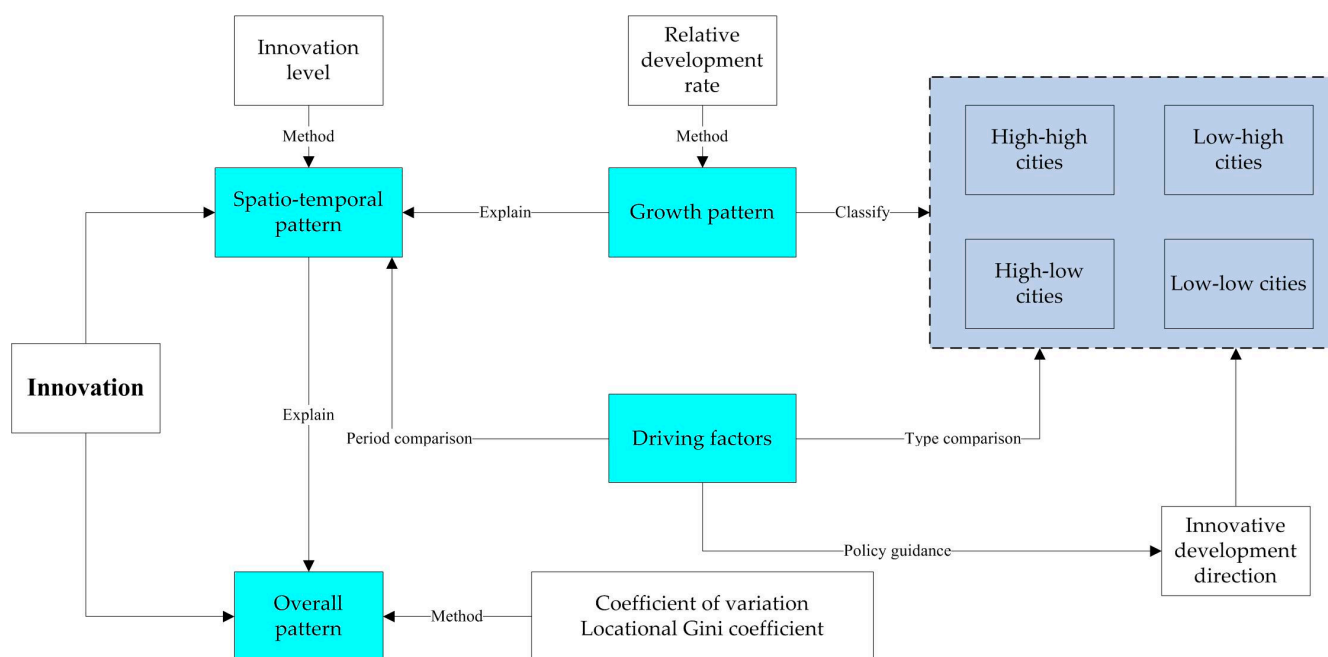 Innovation
level
Relative
development
rate
Method
Method
High-high
cities
Low-high
cities
Spatio-temporal
pattern
Explain
Growth pattern
Classify
High-low
cities
Low-low cities
Innovation
Explain
Period comparison
Driving factors
Type comparison
Policy guidance
Innovative
development
direction
Overall
pattern
Method
Coefficient of variation
Locational Gini coefficient